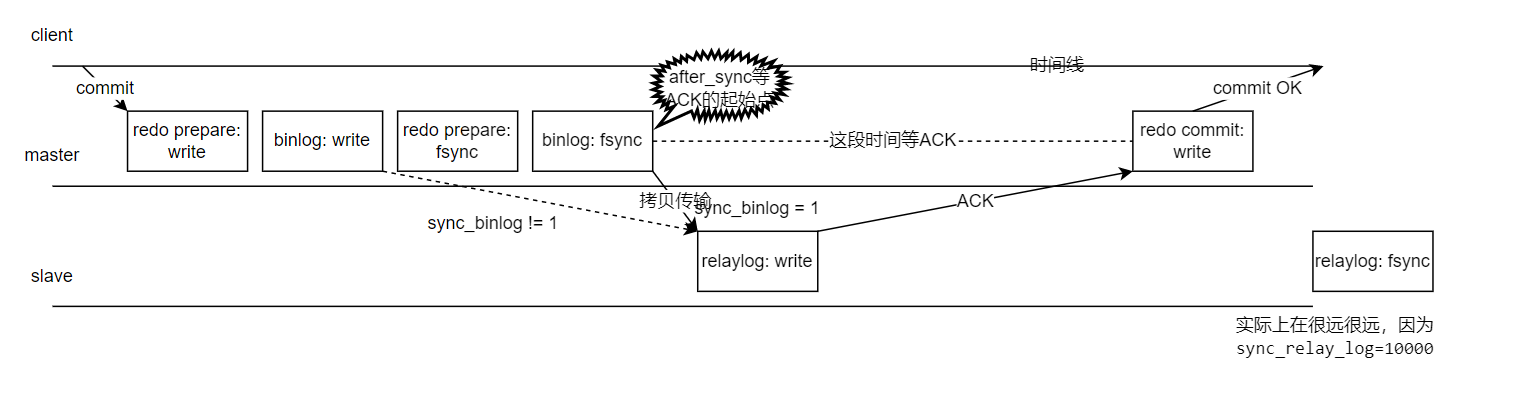 client
时间线
after_sync等
ACK的起始点
commit
commit OK
redo prepare:
write
binlog: write
redo prepare:
fsync
binlog: fsync
这段时间等ACK
redo commit:
write
master
拷贝传输
sync_binlog = 1
ACK
sync_binlog != 1
relaylog: write
relaylog: fsync
slave
实际上在很远很远，因为
sync_relay_log=10000